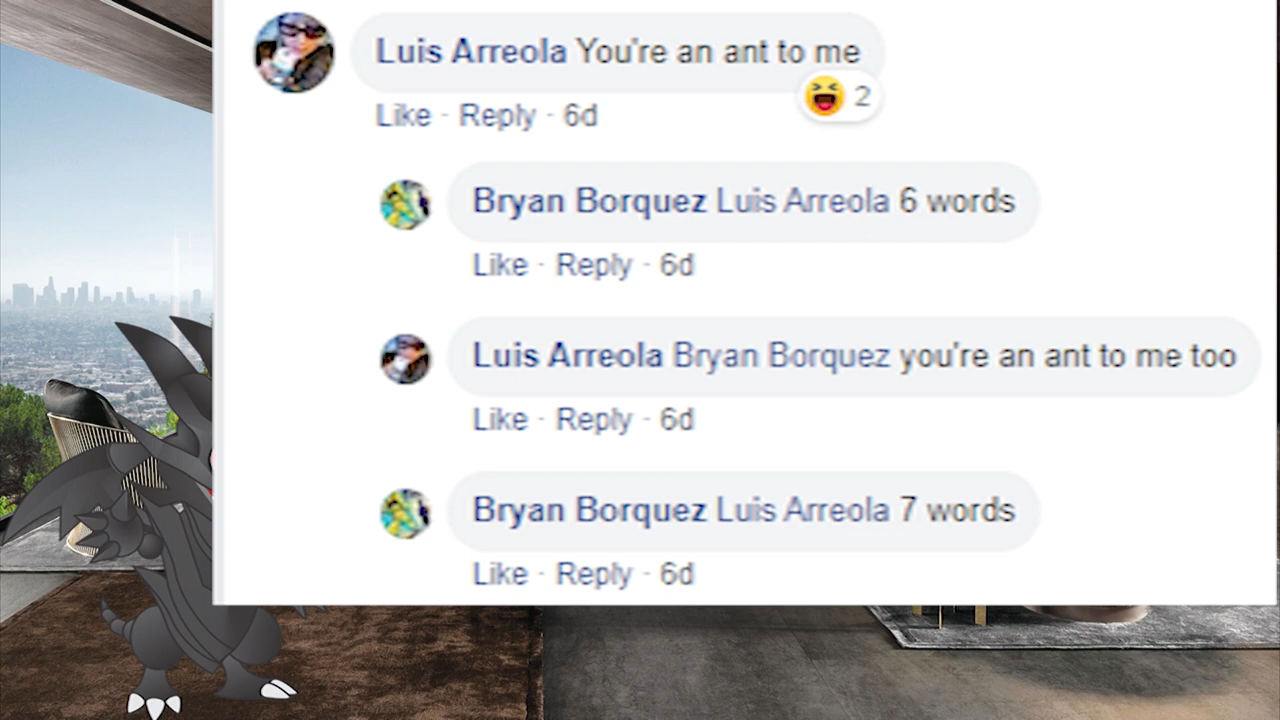 Luis Arreola You're an ant to me
2
Like · Reply · 6d
Bryan Borquez Luis Arreola 6 words
Like · Reply · 6d
Luis Arreola Bryan Borquez you're an ant to me too
Like · Reply · 6d
Bryan Borquez Luis Arreola 7 words
Like · Reply · 6d